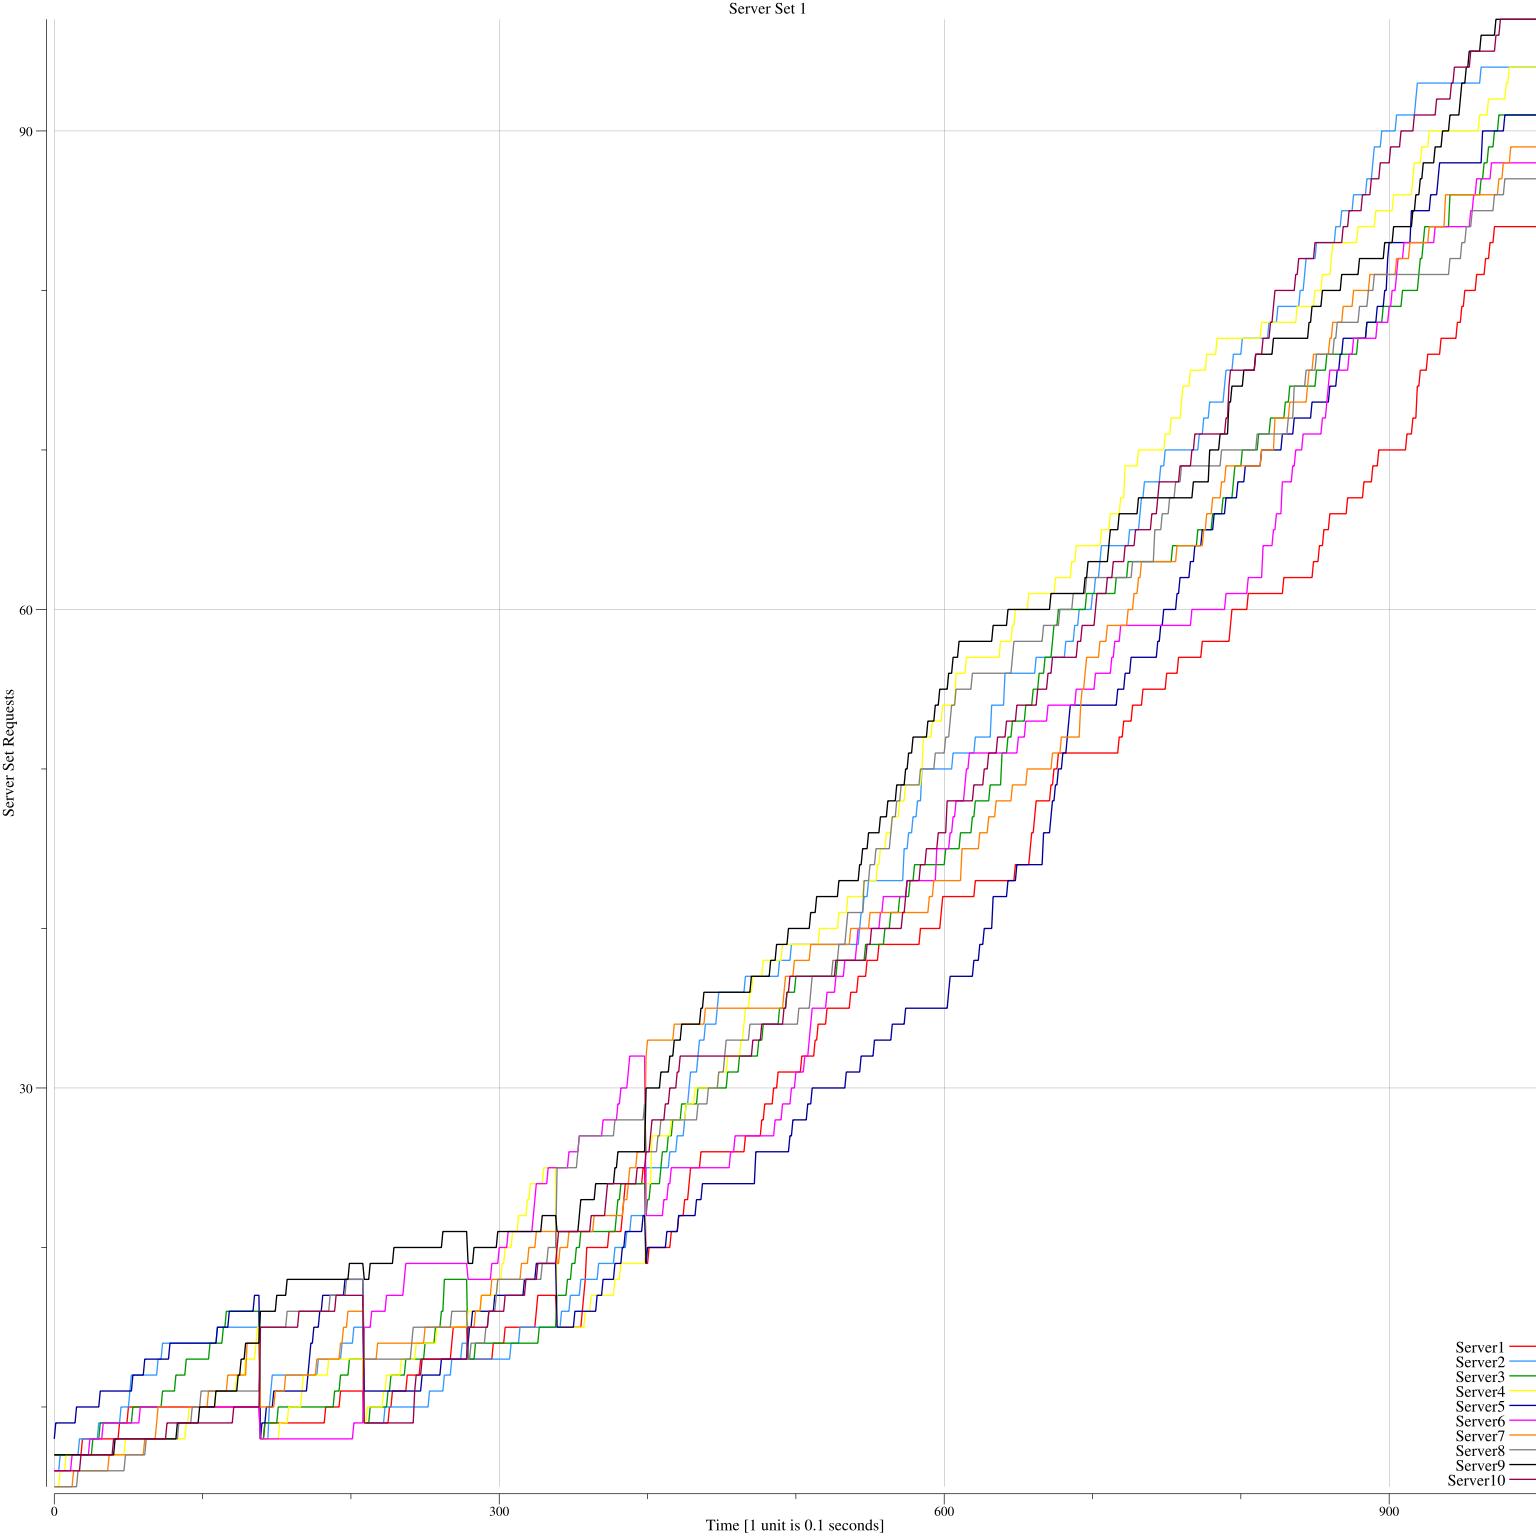 Server Set 1
90
60
30
Server Set Requests
Server1
Server2
Server3
Server4
Server5
Server6
Server7
Server8
Server9
Server10
0 300 600 900
Time [1 unit is 0.1 seconds]